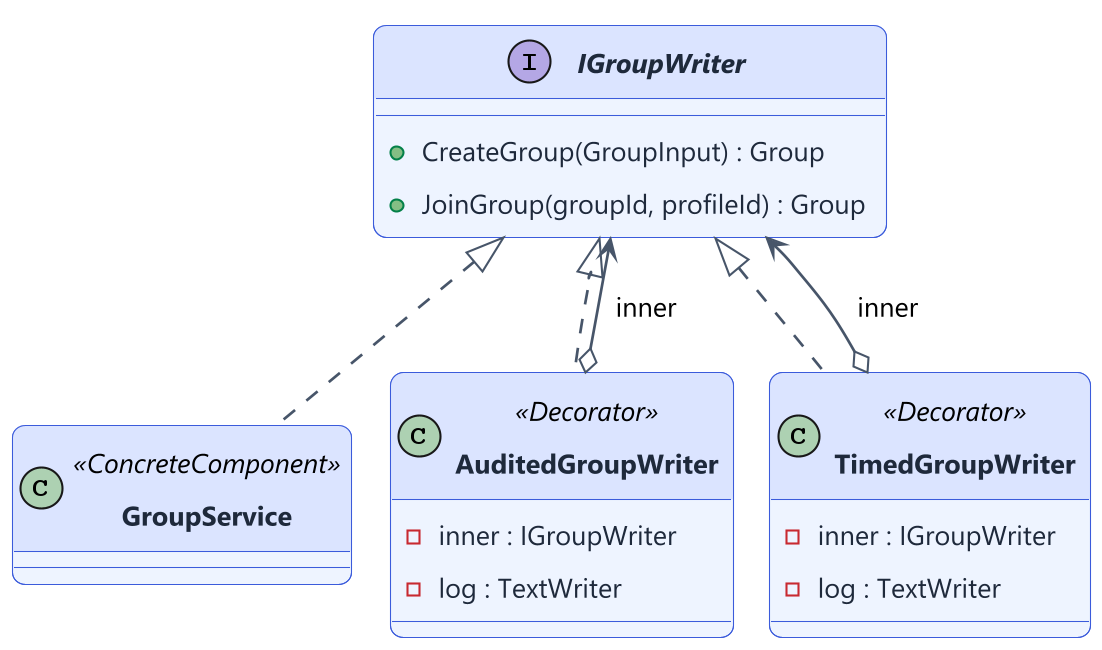 I IGroupWriter
CreateGroup(GroupInput) : Group
JoinGroup(groupId, profileId) : Group
inner
inner
«ConcreteComponent»
C
GroupService
«Decorator»
C
AuditedGroupWriter
inner : IGroupWriter
log : TextWriter
«Decorator»
C
TimedGroupWriter
inner : IGroupWriter
log : TextWriter